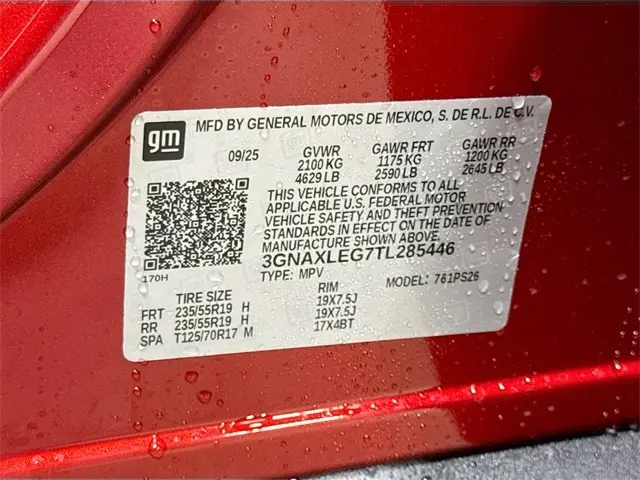 gm MFD BY GENERAL MOTORS DE MEXICO, S. DE R.L. DE C.V.
09/25 GVWR GAWR FRT GAWR RR
2100 KG 1175 KG 1200 KG
4629 LB 2590 LB 2645 LB
THIS VEHICLE CONFORMS TO ALL
APPLICABLE U.S. FEDERAL MOTOR
VEHICLE SAFETY AND THEFT PREVENTION
STANDARDS IN EFFECT ON THE DATE OF
MANUFACTURE SHOWN ABOVE.
3GNAXLEG7TL285446
170H TYPE: MPV MODEL: 761PS26
TIRE SIZE RIM
FRT 235/55R19 H 19X7.5J
RR 235/55R19 H 19X7.5J
SPA T125/70R17 M 17X4BT